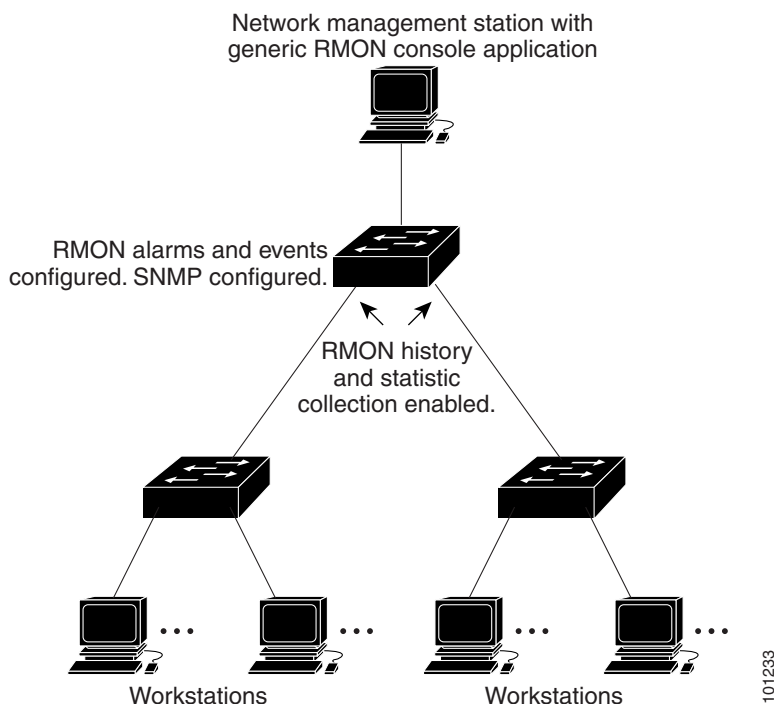 Network management station with
generic RMON console application
RMON alarms and events
configured. SNMP configured.
RMON history
and statistic
collection enabled.
...
...
...
...
Workstations
Workstations
101233